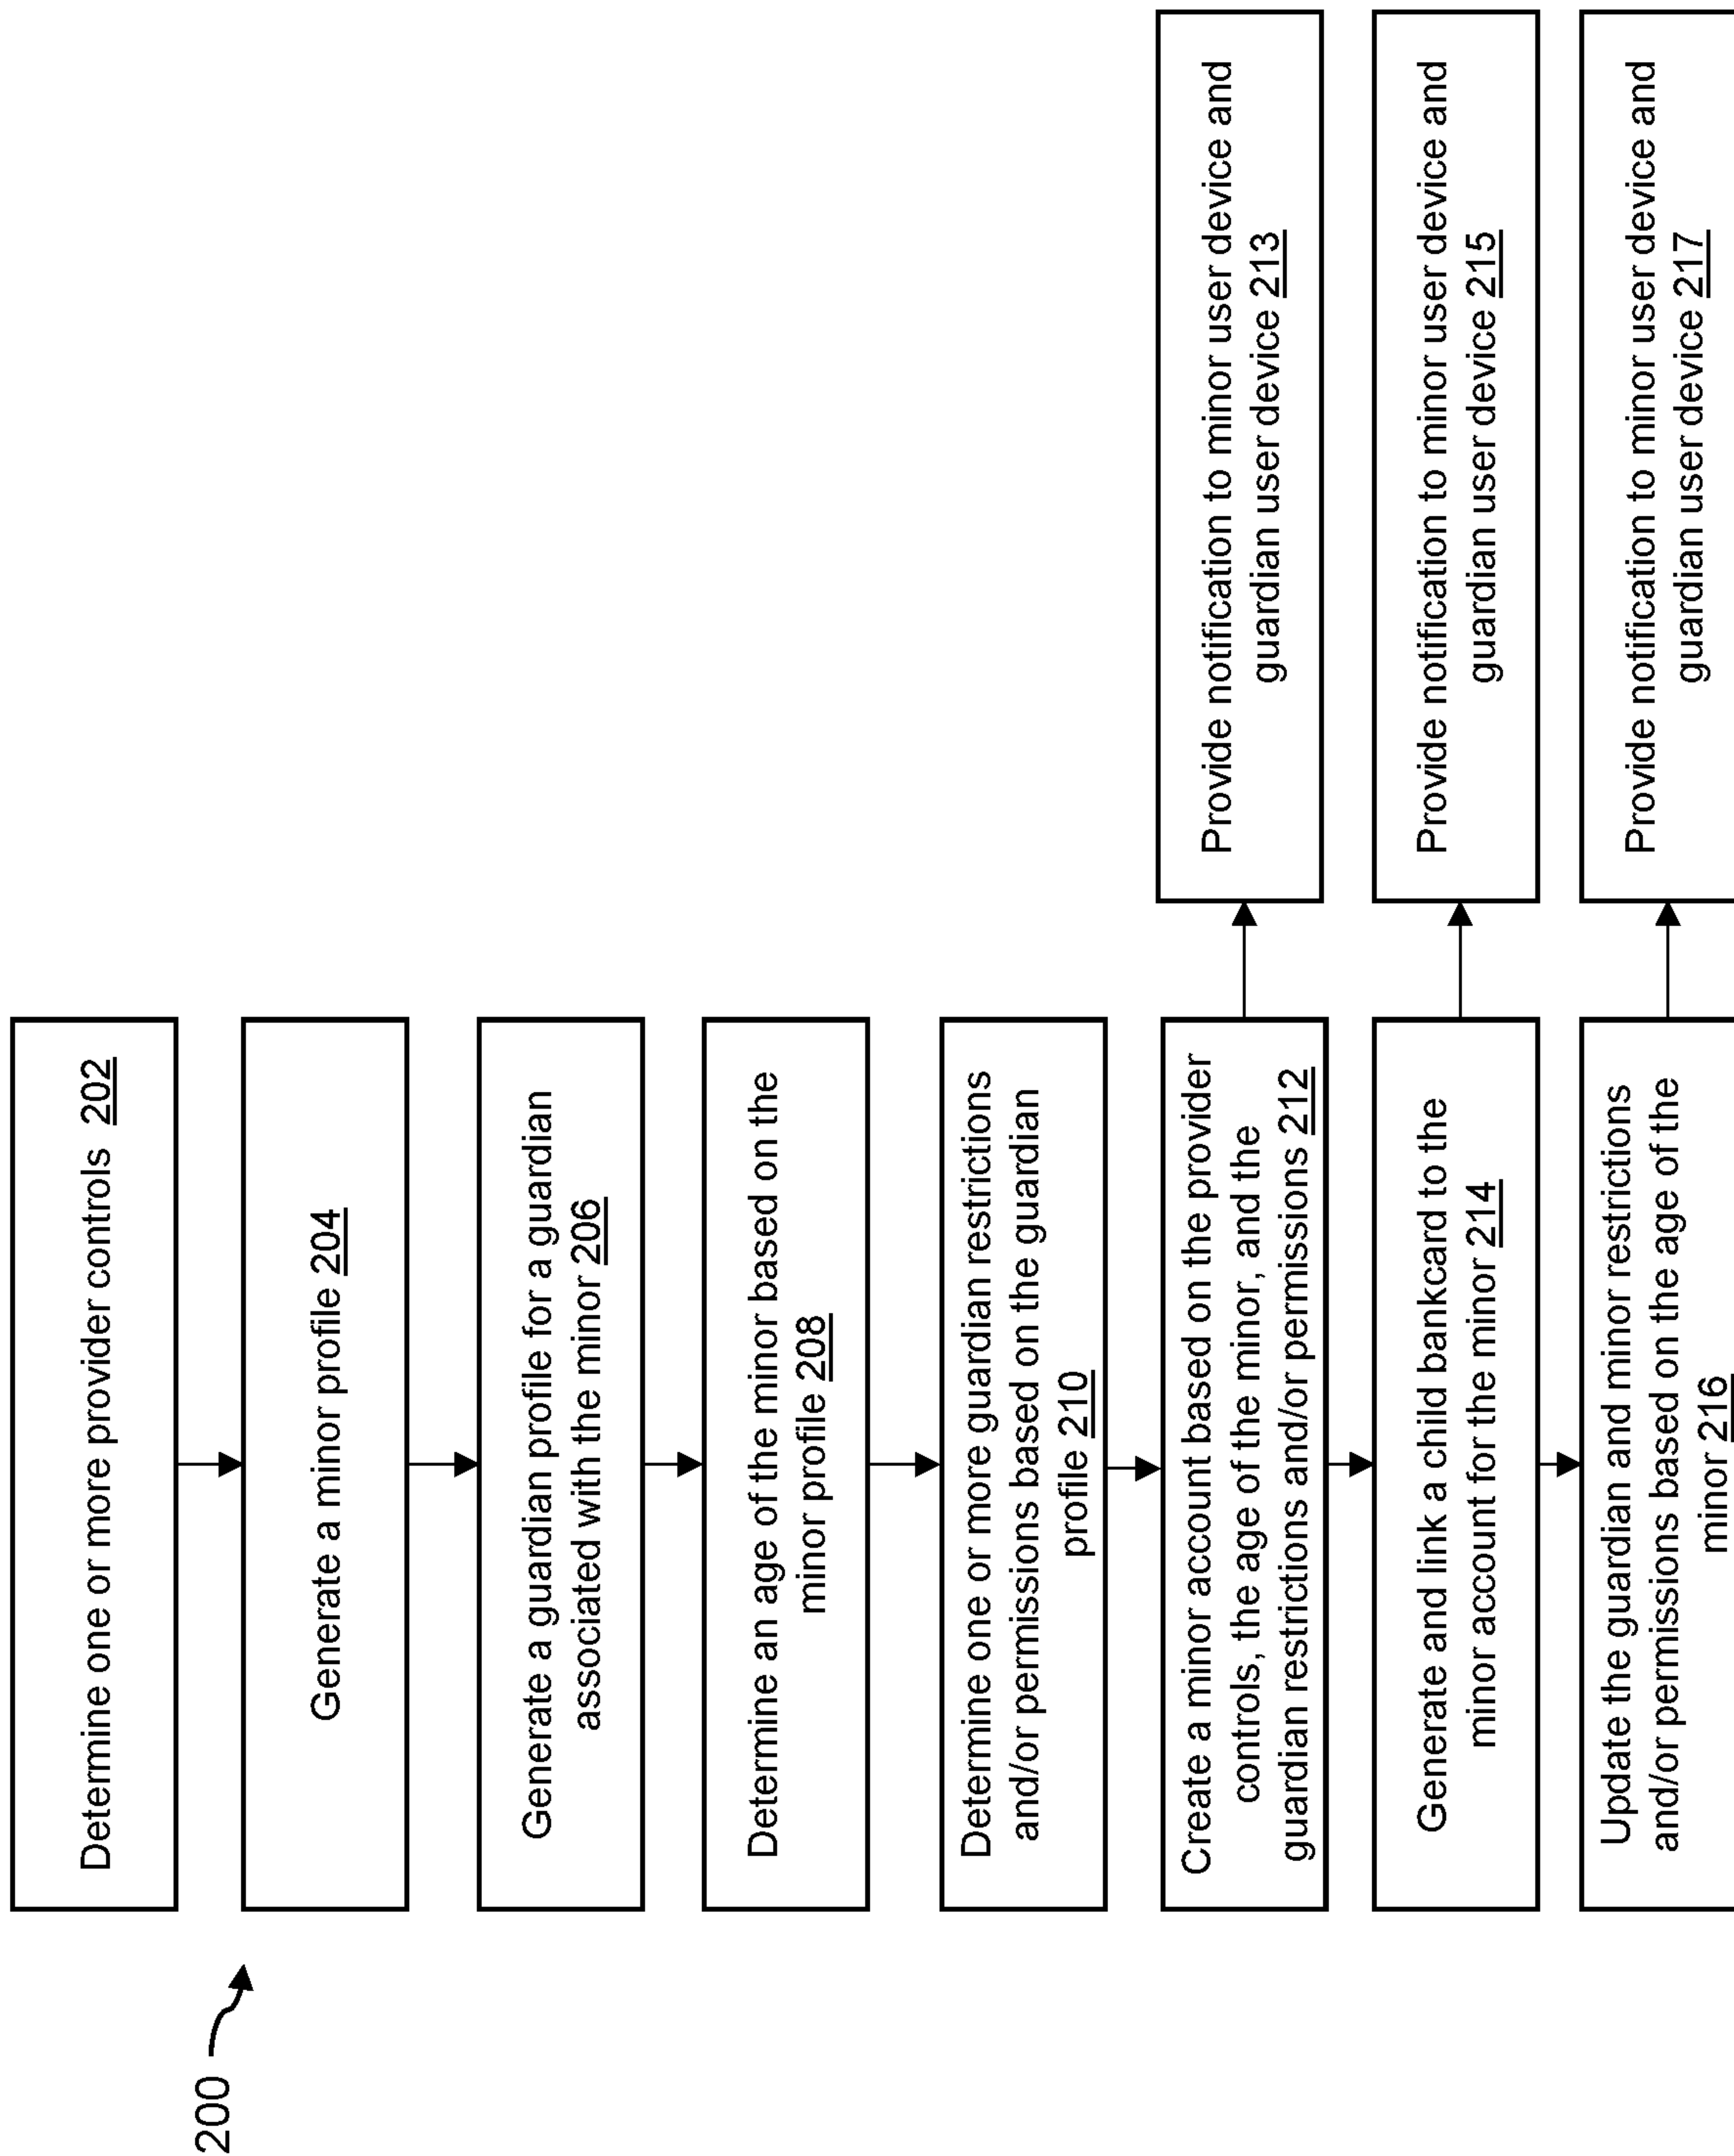 200
Determine one or more provider controls 202
Generate a minor profile 204
Generate a guardian profile for a guardian
associated with the minor 206
Determine an age of the minor based on the
minor profile 208
Determine one or more guardian restrictions
and/or permissions based on the guardian
profile 210
Create a minor account based on the provider
controls, the age of the minor, and the
guardian restrictions and/or permissions 212
Provide notification to minor user device and
guardian user device 213
Generate and link a child bankcard to the
minor account for the minor 214
Provide notification to minor user device and
guardian user device 215
Update the guardian and minor restrictions
and/or permissions based on the age of the
minor 216
Provide notification to minor user device and
guardian user device 217